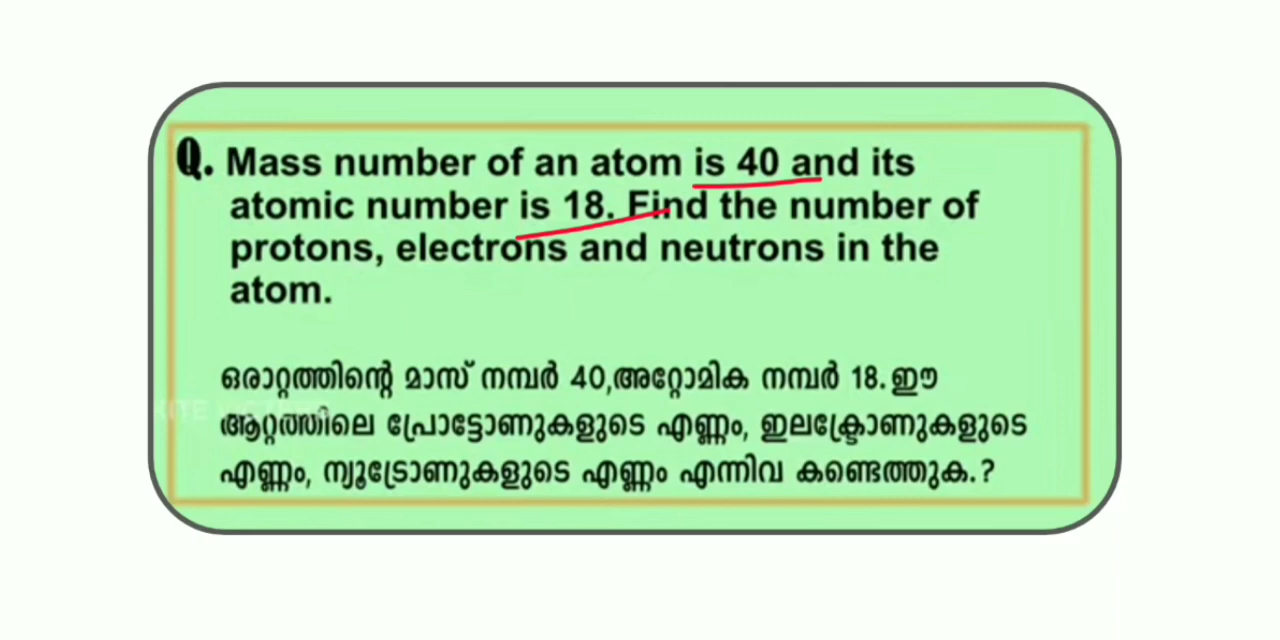 Q. Mass number of an atom is 40 and its
atomic number is 18. Find the number of
protons, electrons and neutrons in the
atom.
ഒരാറ്റത്തിന്റെ മാസ് നമ്പർ 40,അറ്റോമിക നമ്പർ 18. ഈ
ആറ്റത്തിലെ പ്രോട്ടോണുകളുടെ എണ്ണം, ഇലക്ട്രോണുകളുടെ
എണ്ണം, ന്യൂട്രോണുകളുടെ എണ്ണം എന്നിവ കണ്ടെത്തുക.?
KITE